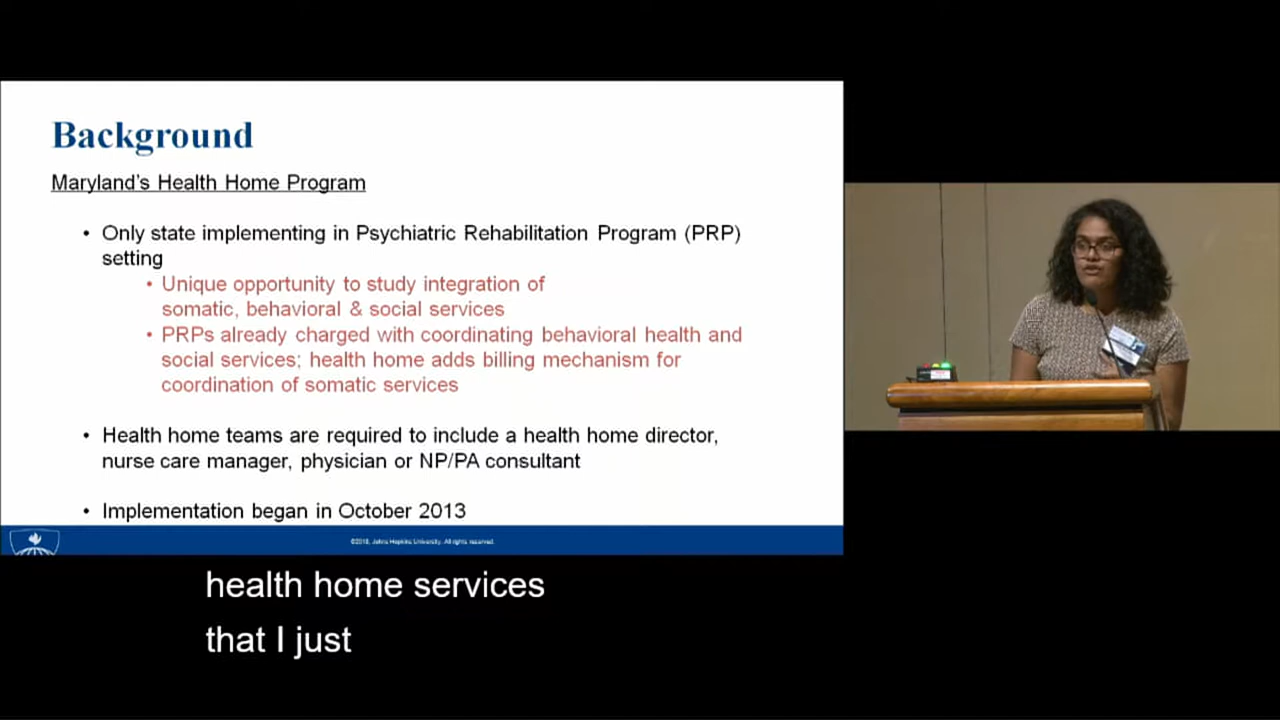 Background
Maryland's Health Home Program
• Only state implementing in Psychiatric Rehabilitation Program (PRP)
setting
• Unique opportunity to study integration of
somatic, behavioral & social services
• PRPs already charged with coordinating behavioral health and
social services; health home adds billing mechanism for
coordination of somatic services
• Health home teams are required to include a health home director,
nurse care manager, physician or NP/PA consultant
• Implementation began in October 2013
©2018, Johns Hopkins University. All rights reserved.
health home services
that I just